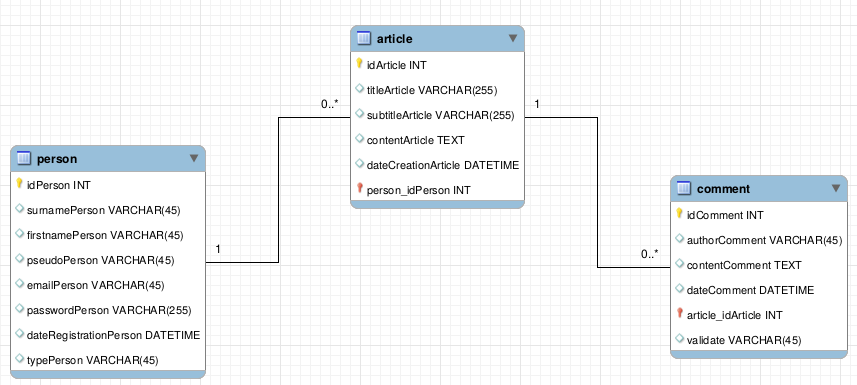 article
idArticle INT
titleArticle VARCHAR(255)
subtitleArticle VARCHAR(255)
contentArticle TEXT
dateCreationArticle DATETIME
person_idPerson INT
0..*
1
person
idPerson INT
surnamePerson VARCHAR(45)
firstnamePerson VARCHAR(45)
pseudoPerson VARCHAR(45)
emailPerson VARCHAR(45)
passwordPerson VARCHAR(255)
dateRegistrationPerson DATETIME
typePerson VARCHAR(45)
1
0..*
comment
idComment INT
authorComment VARCHAR(45)
contentComment TEXT
dateComment DATETIME
article_idArticle INT
validate VARCHAR(45)